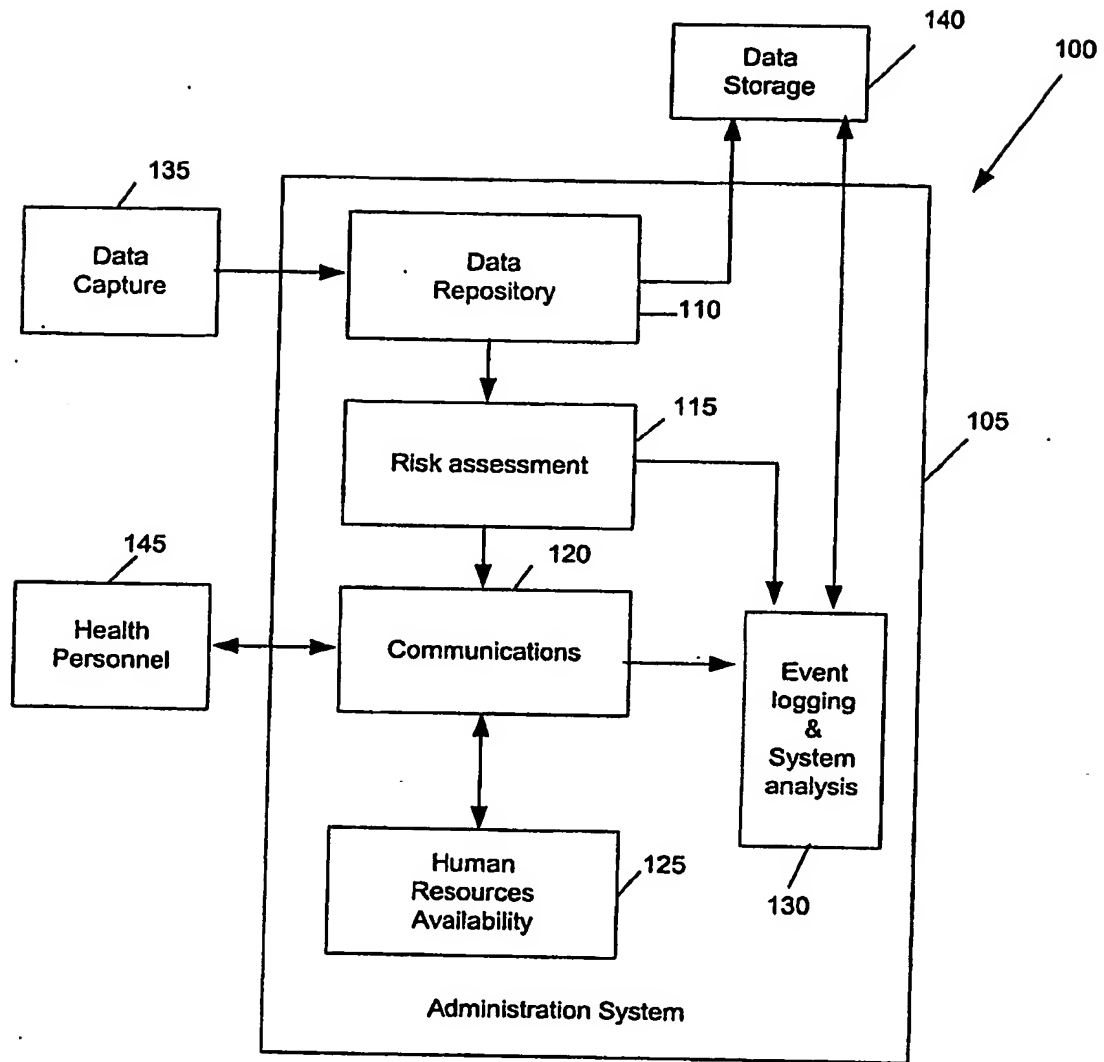 140
Data
Storage
100
135
Data
Capture
Data
Repository
110
115
Risk assessment
105
145
Health
Personnel
120
Communications
Event
logging
&
System
analysis
130
Human
Resources
Availability
125
Administration System